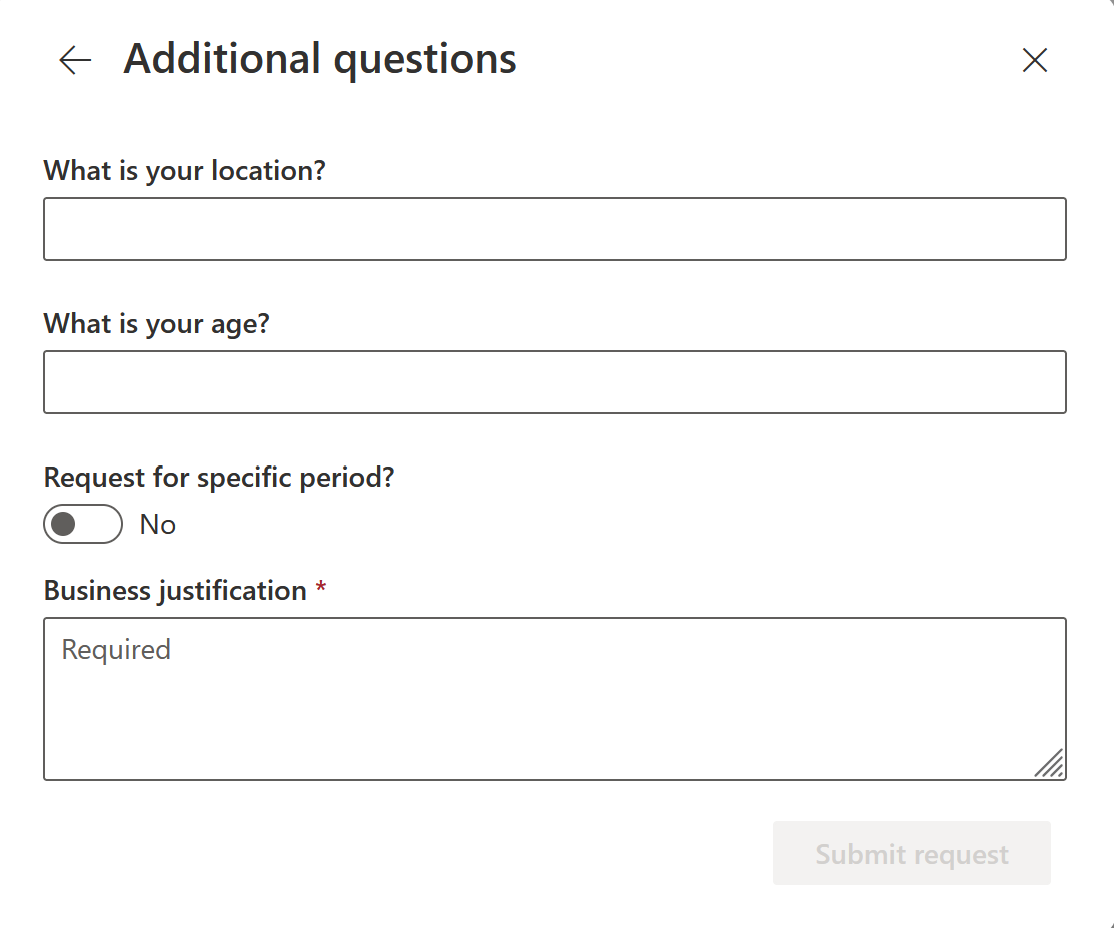 Additional questions
What is your location?
What is your age?
Request for specific period?
No
Business justification *
Required
Submit request